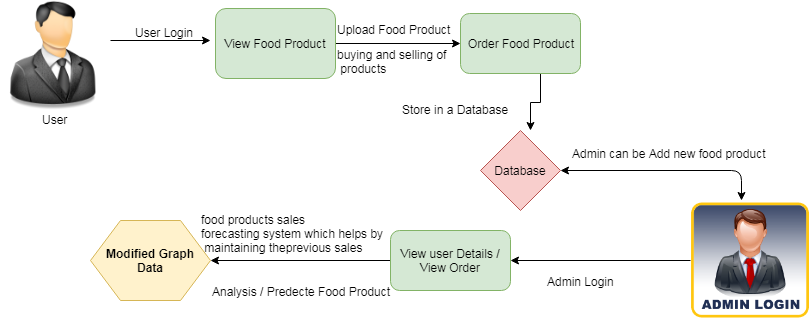 User Login
User
View Food Product
Upload Food Product
buying and selling of
products
Order Food Product
Store in a Database
Database
Admin can be Add new food product
ADMIN LOGIN
Admin Login
View user Details /
View Order
food products sales
forecasting system which helps by
maintaining theprevious sales
Analysis / Predecte Food Product
Modified Graph
Data